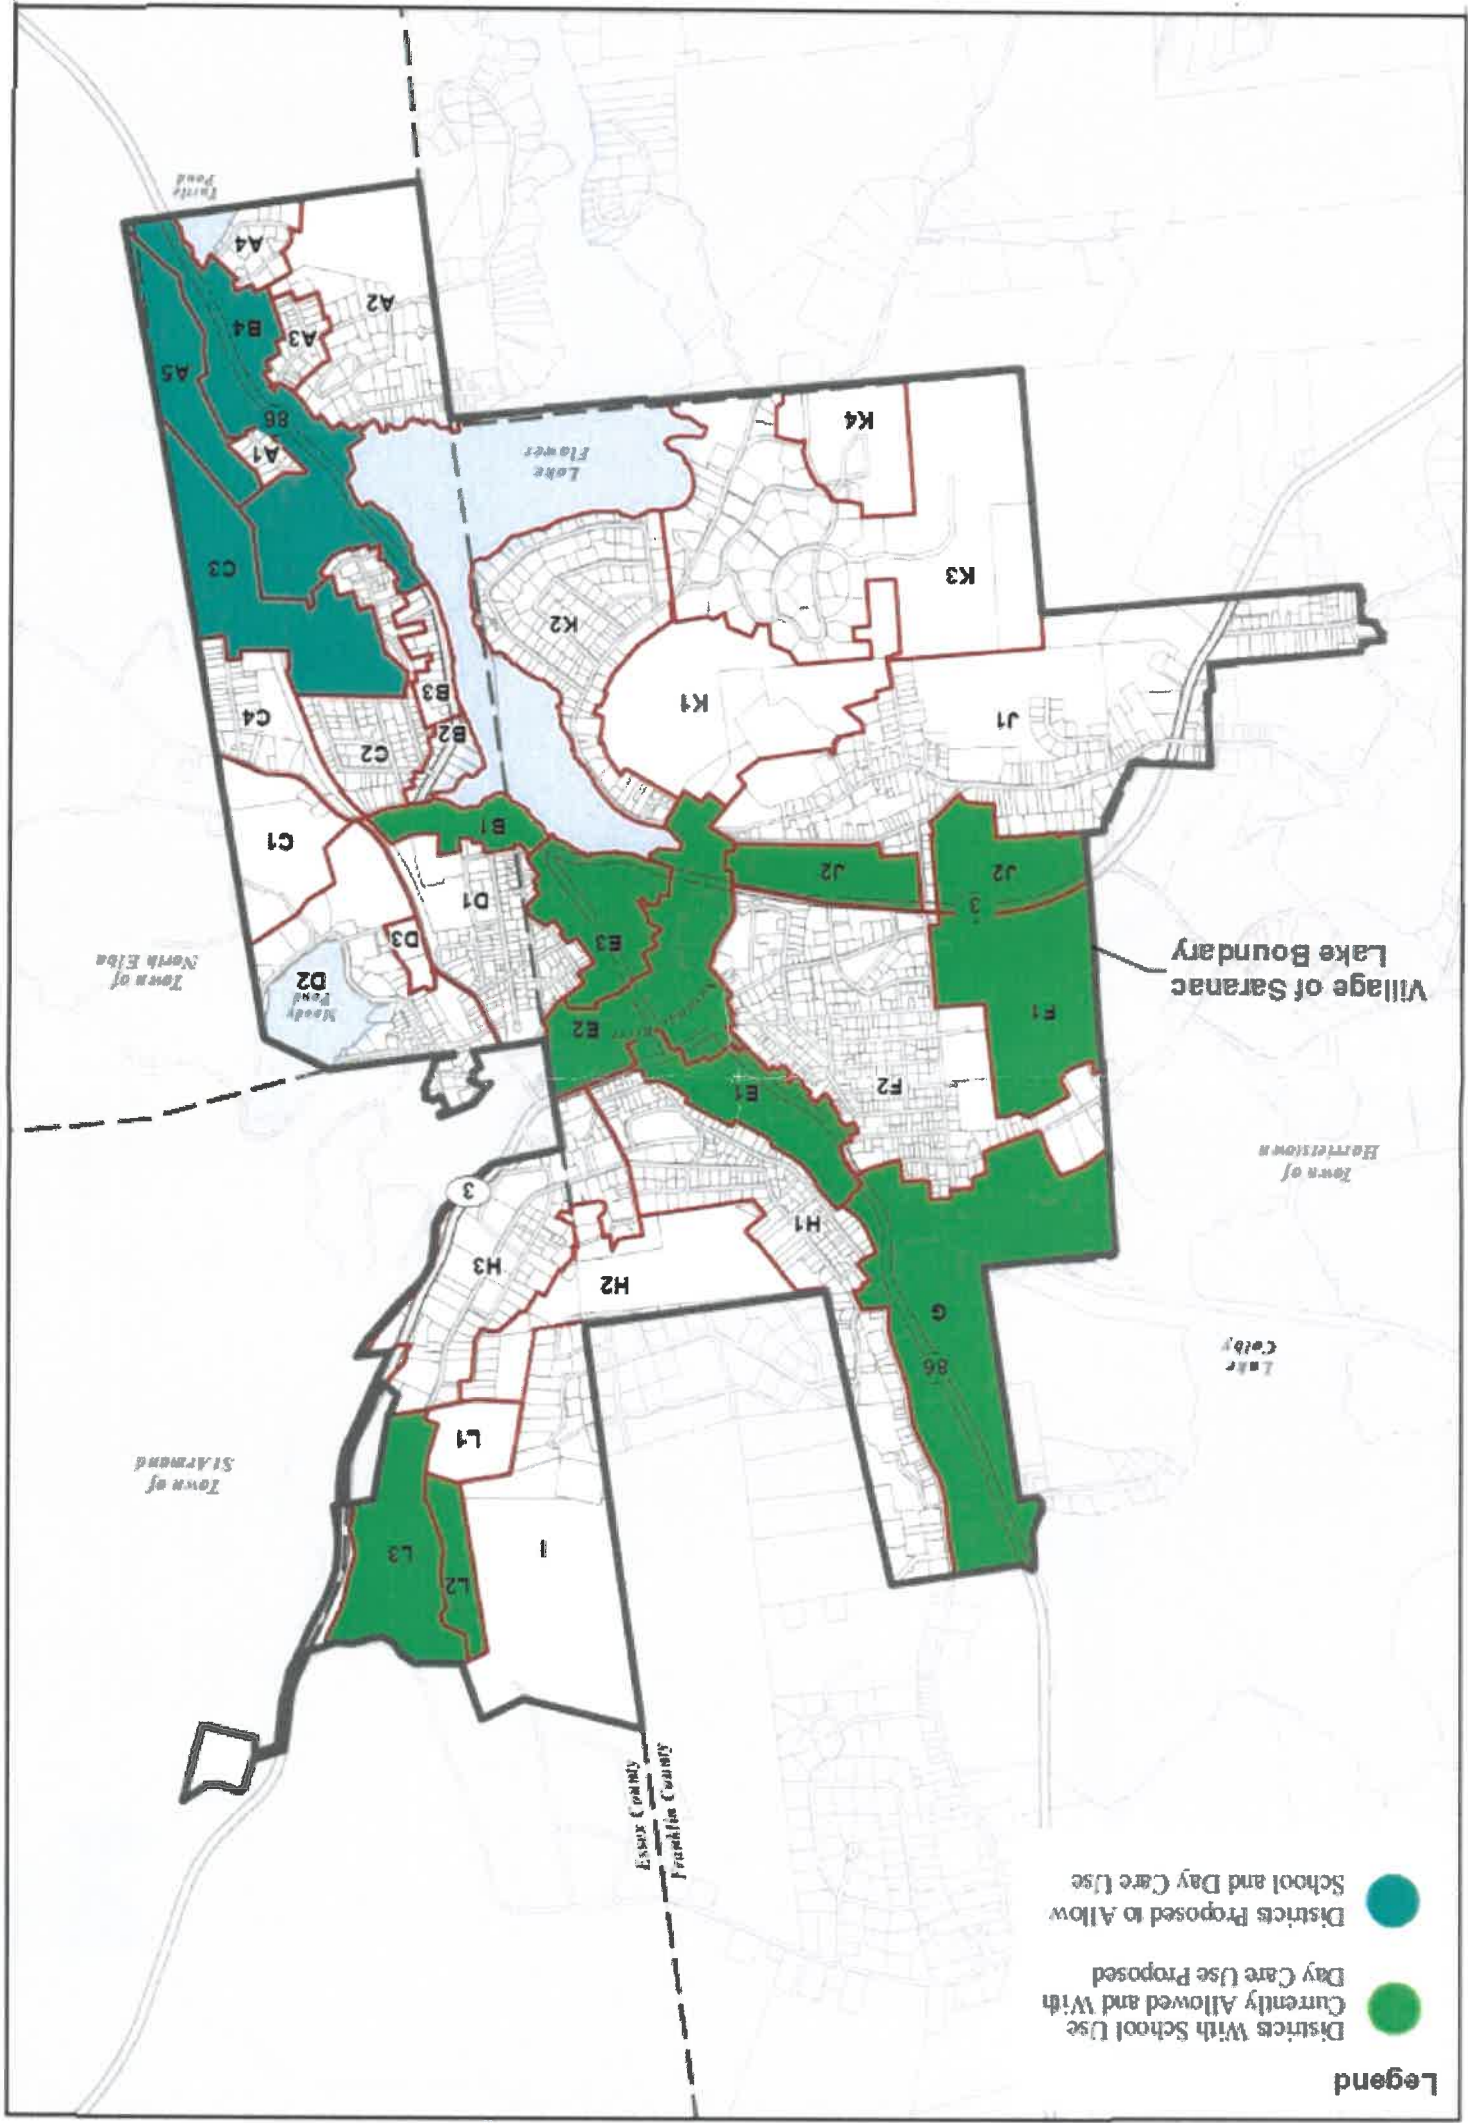 Legend
Districts With School Use
Currently Allowed and With
Day Care Use Proposed
Districts Proposed to Allow
School and Day Care Use
Franklin County
Essex County
I
L2
L3
Town of
St Armand
L1
86
Lake
Colby
G
H2
H3
H1
3
Town of
Harrietstown
E1
F2
E2
F1
Village of Saranac
Lake Boundary
Moody
Pond
D2
Town of
North Elba
E3
D3
3
D1
J2
J2
C1
B1
C2
B2
J1
C4
K1
B3
K2
K3
C3
Lake
Flower
A1
K4
86
A5
A3
B4
A2
A4
Turtle
Pond